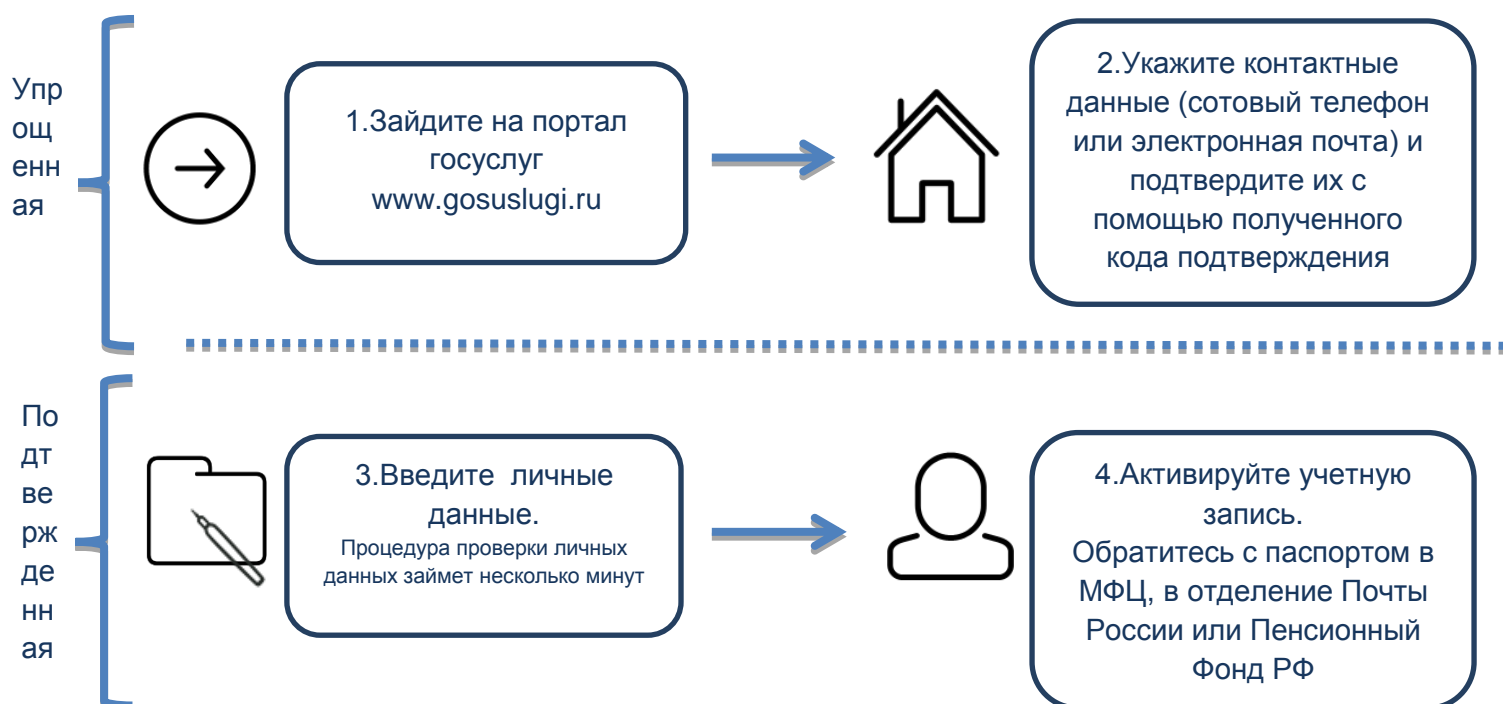 Упр
ощ
енн
ая
1.Зайдите на портал
госуслуг
www.gosuslugi.ru
2.Укажите контактные
данные (сотовый телефон
или электронная почта) и
подтвердите их с
помощью полученного
кода подтверждения
По
дт
ве
рж
де
нн
ая
3.Введите личные
данные.
Процедура проверки личных
данных займет несколько минут
4.Активируйте учетную
запись.
Обратитесь с паспортом в
МФЦ, в отделение Почты
России или Пенсионный
Фонд РФ